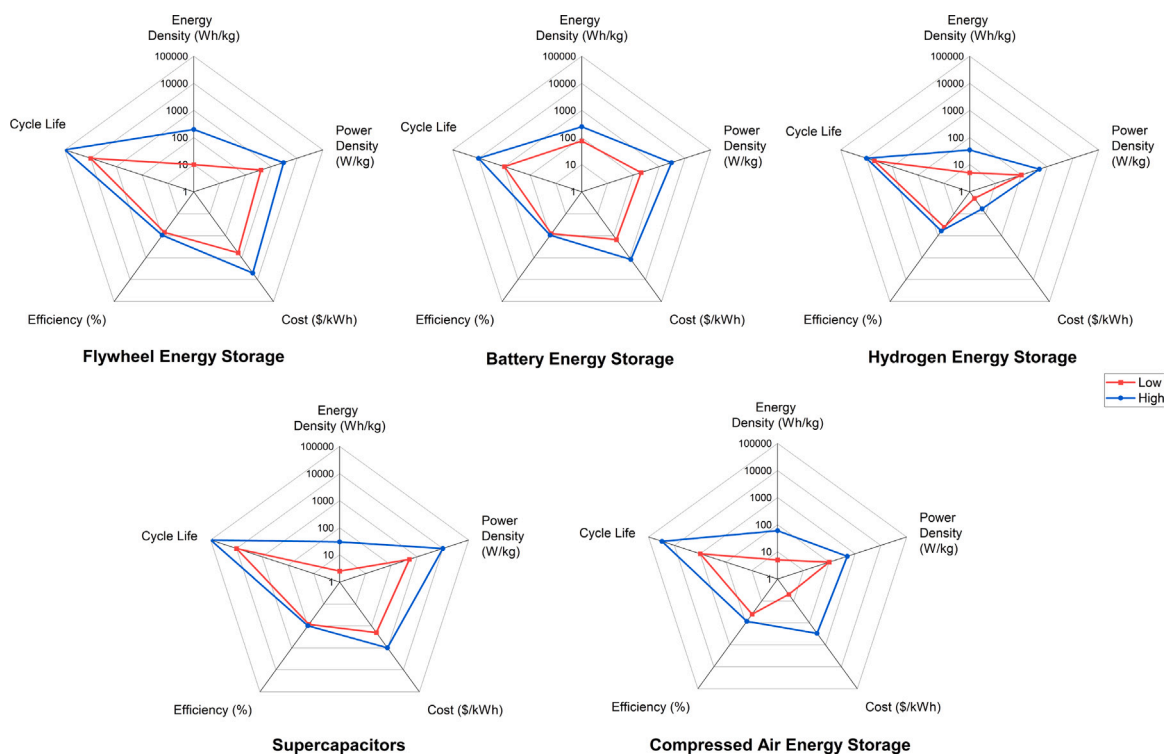 Energy
Density (Wh/kg)
100000
10000
1000
100
10
1
Cycle Life
Power
Density
(W/kg)
Efficiency (%)
Cost ($/kWh)
Flywheel Energy Storage
Energy
Density (Wh/kg)
100000
10000
1000
100
10
1
Cycle Life
Power
Density
(W/kg)
Efficiency (%)
Cost ($/kWh)
Battery Energy Storage
Energy
Density (Wh/kg)
100000
10000
1000
100
10
1
Cycle Life
Power
Density
(W/kg)
Efficiency (%)
Cost ($/kWh)
Hydrogen Energy Storage
Low
High
Energy
Density (Wh/kg)
100000
10000
1000
100
10
1
Cycle Life
Power
Density
(W/kg)
Efficiency (%)
Cost ($/kWh)
Supercapacitors
Energy
Density (Wh/kg)
100000
10000
1000
100
10
1
Cycle Life
Power
Density
(W/kg)
Efficiency (%)
Cost ($/kWh)
Compressed Air Energy Storage